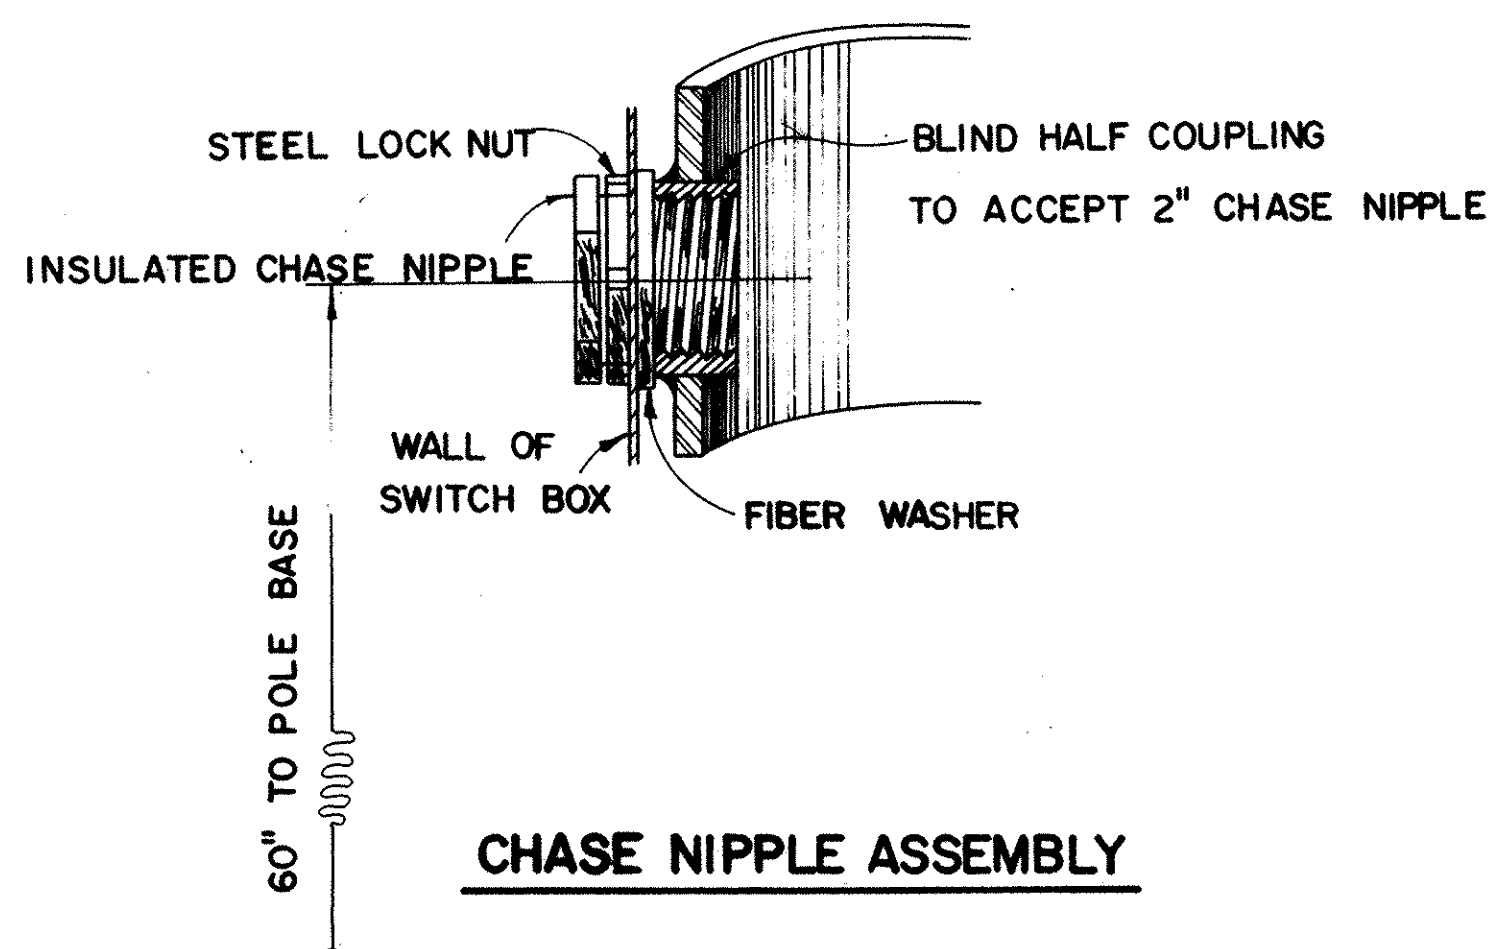 STEEL LOCK NUT
BLIND HALF COUPLING
TO ACCEPT 2" CHASE NIPPLE
INSULATED CHASE NIPPLE
WALL OF
SWITCH BOX
FIBER WASHER
60" TO POLE BASE
CHASE NIPPLE ASSEMBLY